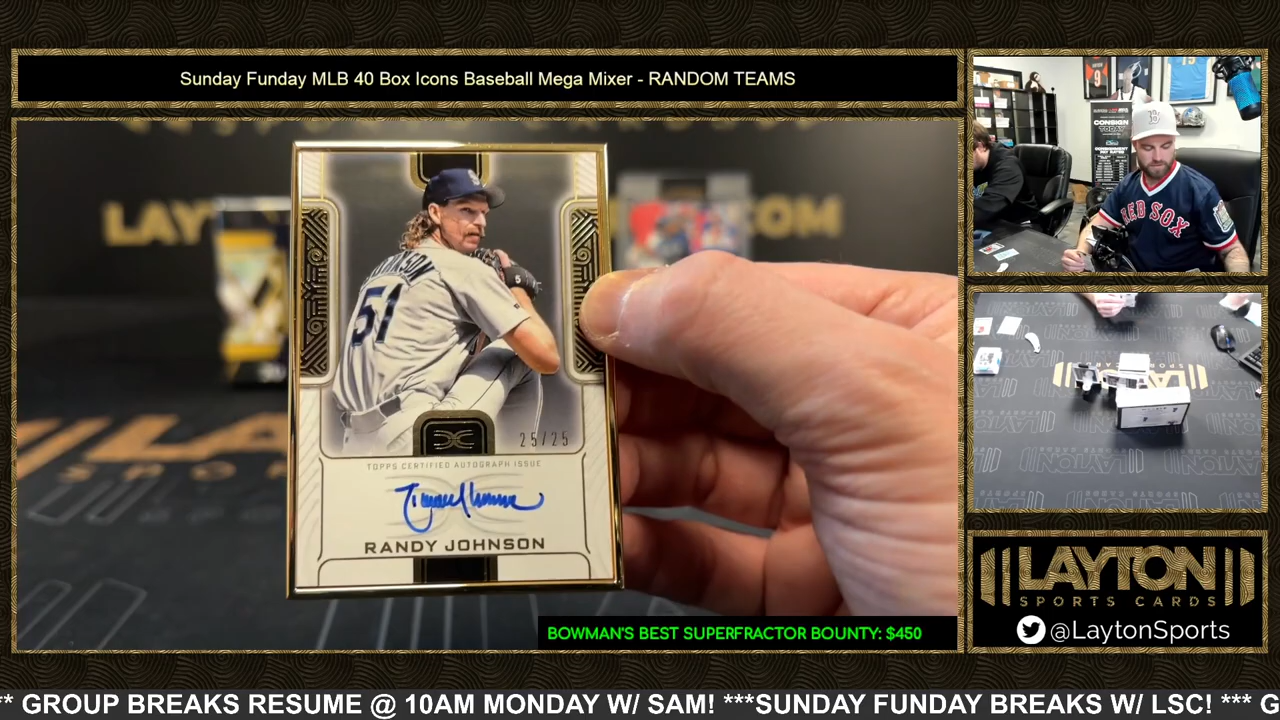 Sunday Funday MLB 40 Box Icons Baseball Mega Mixer - RANDOM TEAMS
51
25/25
TOPPS CERTIFIED AUTOGRAPH ISSUE
RANDY JOHNSON
BOWMAN'S BEST SUPERFRACTOR BOUNTY: $450
CONSIGN
TODAY
RED SOX
LAYTON
SPORTS CARDS
@LaytonSports
** GROUP BREAKS RESUME @ 10AM MONDAY W/ SAM! ***SUNDAY FUNDAY BREAKS W/ LSC! *** G